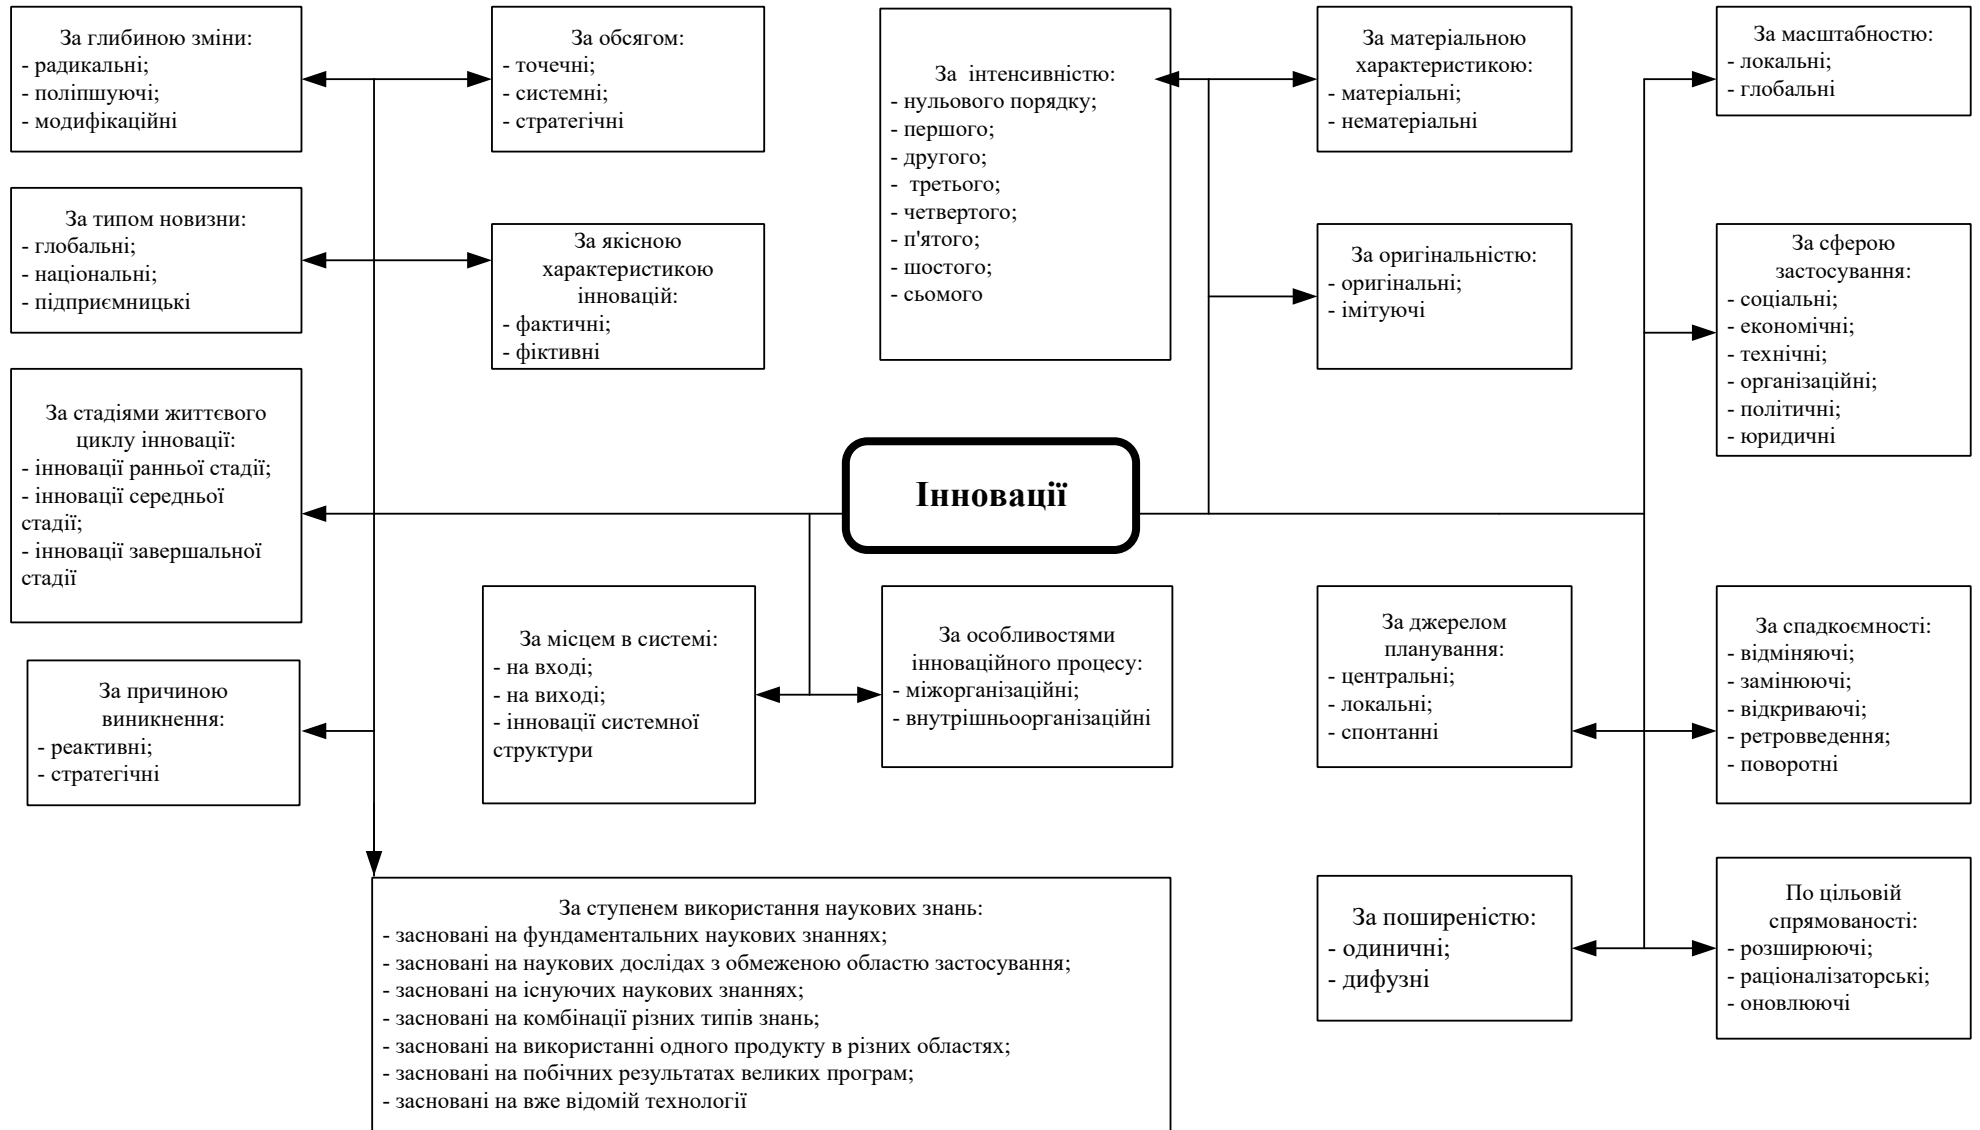 За глибиною зміни:
- радикальні;
- поліпшуючі;
- модифікаційні
За обсягом:
- точечні;
- системні;
- стратегічні
За інтенсивністю:
- нульового порядку;
- першого;
- другого;
- третього;
- четвертого;
- п'ятого;
- шостого;
- сьомого
За матеріальною
характеристикою:
- матеріальні;
- нематеріальні
За масштабностю:
- локальні;
- глобальні
За типом новизни:
- глобальні;
- національні;
- підприємницькі
За якісною
характеристикою
інновацій:
- фактичні;
- фіктивні
За оригінальністю:
- оригінальні;
- імітуючі
За сферою
застосування:
- соціальні;
- економічні;
- технічні;
- організаційні;
- політичні;
- юридичні
За стадіями життєвого
циклу інновації:
- інновації ранньої стадії;
- інновації середньої
стадії;
- інновації завершальної
стадії
Інновації
За причиною
виникнення:
- реактивні;
- стратегічні
За місцем в системі:
- на вході;
- на виході;
- інновації системної
структури
За особливостями
інноваційного процесу:
- міжорганізаційні;
- внутрішньоорганізаційні
За джерелом
планування:
- центральні;
- локальні;
- спонтанні
За спадкоємності:
- відміняючі;
- замінюючі;
- відкриваючі;
- ретровведення;
- поворотні
За ступенем використання наукових знань:
- засновані на фундаментальних наукових знаннях;
- засновані на наукових дослідах з обмеженою областю застосування;
- засновані на існуючих наукових знаннях;
- засновані на комбінації різних типів знань;
- засновані на використанні одного продукту в різних областях;
- засновані на побічних результатах великих програм;
- засновані на вже відомій технології
За поширеністю:
- одиничні;
- дифузні
По цільовій
спрямованості:
- розширюючі;
- раціоналізаторські;
- оновлюючі